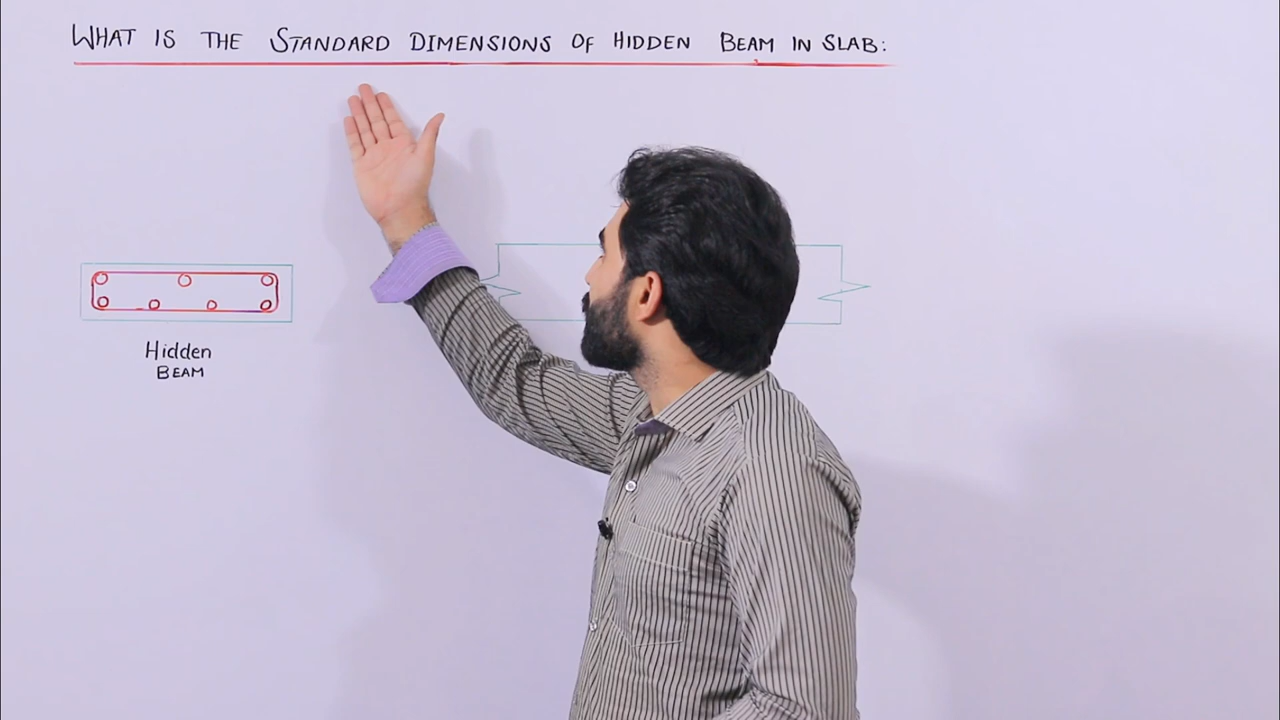 WHAT IS THE STANDARD DIMENSIONS OF HIDDEN BEAM IN SLAB:
Hidden
BEAM